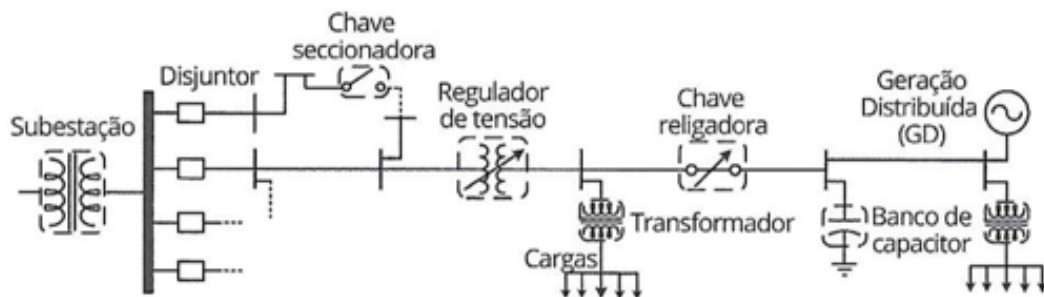 Chave
seccionadora
Disjuntor
Subestação
Regulador
de tensão
Chave
religadora
Geração
Distribuída
(GD)
Transformador
Cargas
Banco de
capacitor